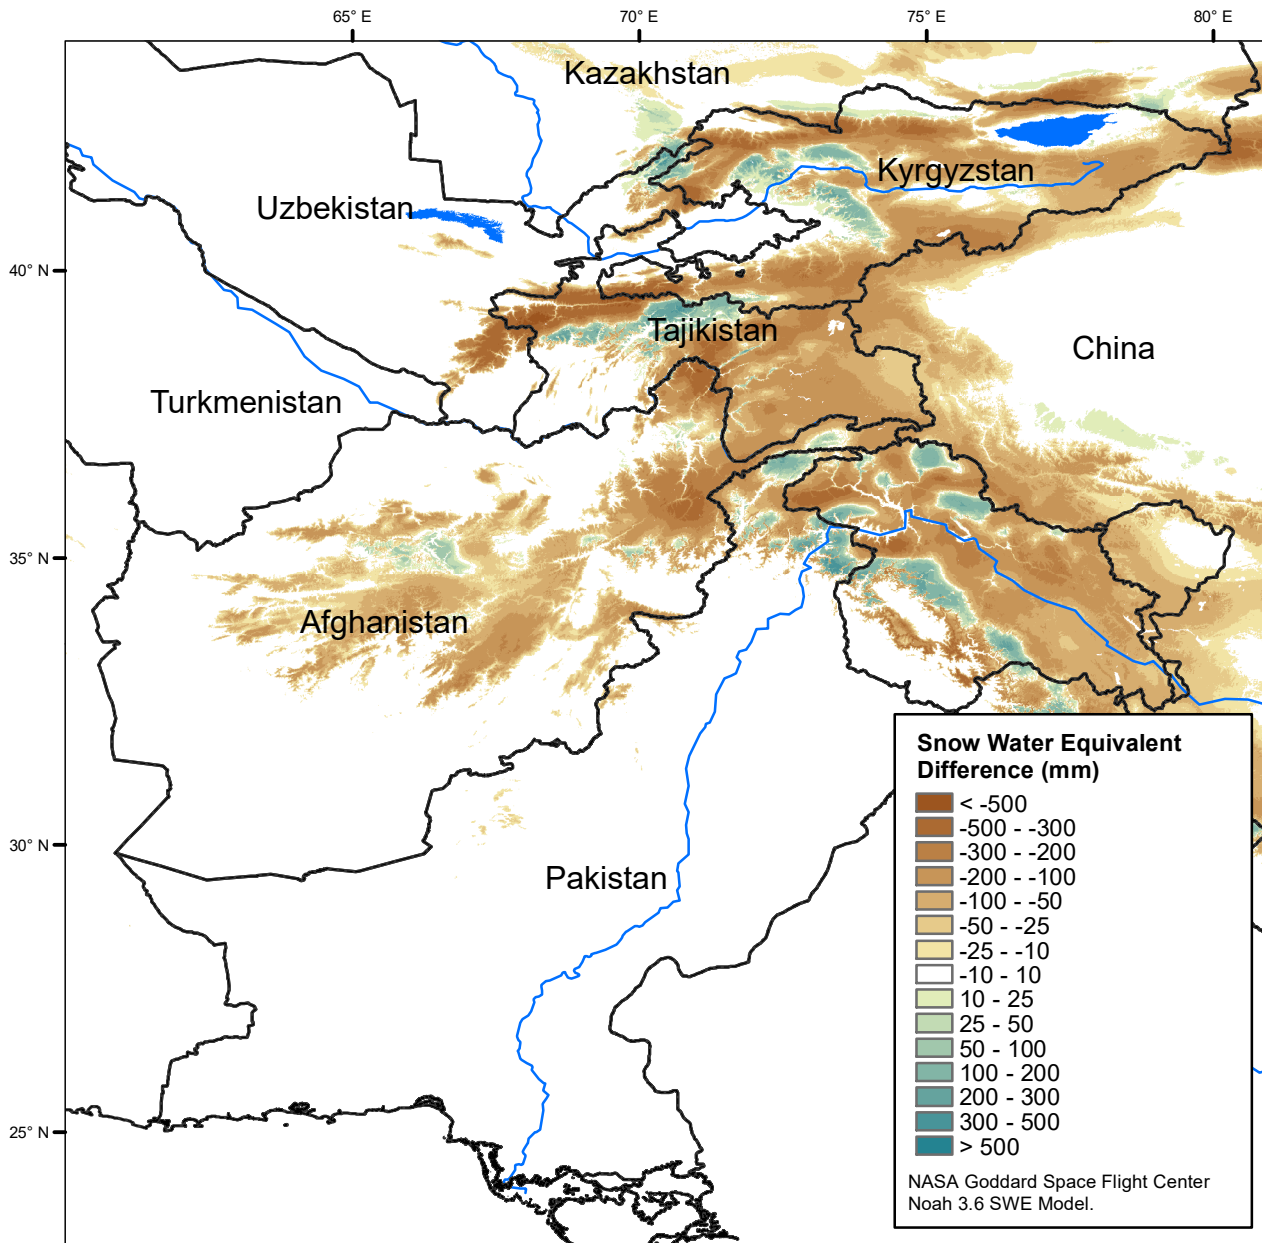 65° E
70° E
75° E
80° E
Kazakhstan
Kyrgyzstan
Uzbekistan
40° N
Tajikistan
China
Turkmenistan
35° N
Afghanistan
Snow Water Equivalent
Difference (mm)
< -500
-500 - -300
-300 - -200
-200 - -100
-100 - -50
-50 - -25
-25 - -10
-10 - 10
10 - 25
25 - 50
50 - 100
100 - 200
200 - 300
300 - 500
> 500
30° N
Pakistan
25° N
NASA Goddard Space Flight Center
Noah 3.6 SWE Model.